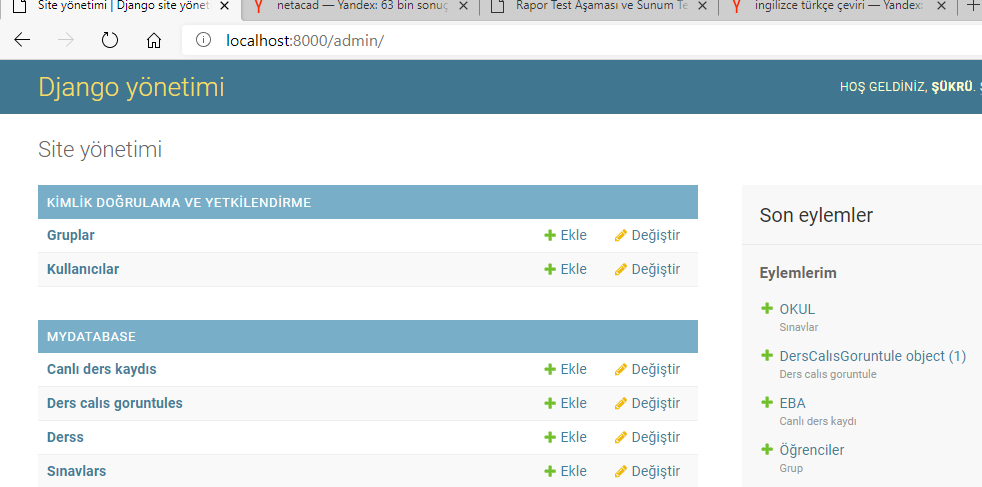 Site yönetimi | Django site yönet
netacad — Yandex: 63 bin sonuç
Rapor Test Aşaması ve Sunum Te
ingilizce türkçe çeviri — Yandex:
localhost:8000/admin/
Django yönetimi
HOŞ GELDİNİZ, ŞÜKRÜ.
Site yönetimi
KİMLİK DOĞRULAMA VE YETKİLENDİRME
Gruplar Ekle Değiştir
Kullanıcılar Ekle Değiştir
MYDATABASE
Canlı ders kaydıs Ekle Değiştir
Ders calıs goruntules Ekle Değiştir
Derss Ekle Değiştir
Sınavlars Ekle Değiştir
Son eylemler
Eylemlerim
OKUL
Sınavlar
DersCalısGoruntule object (1)
Ders calıs goruntule
EBA
Canlı ders kaydı
Öğrenciler
Grup